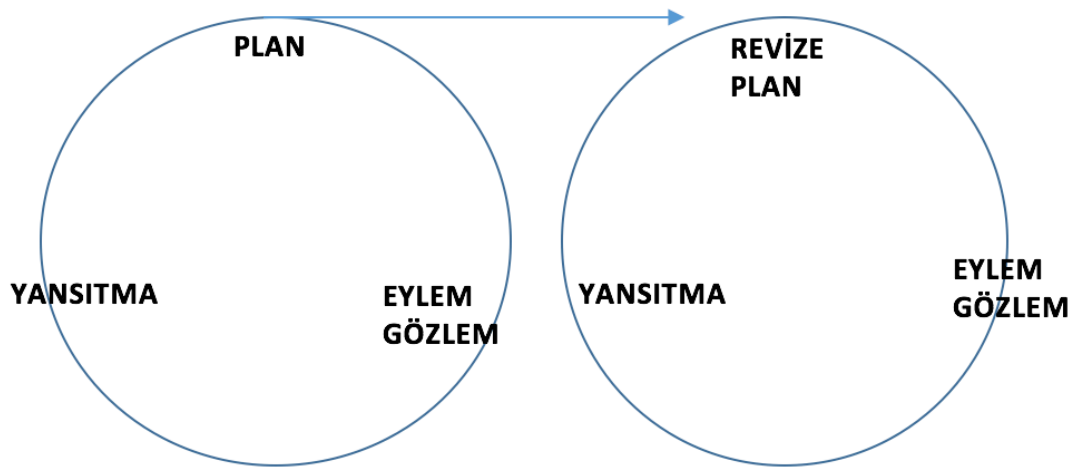 PLAN
YANSITMA
EYLEM
GÖZLEM
REVİZE
PLAN
YANSITMA
EYLEM
GÖZLEM